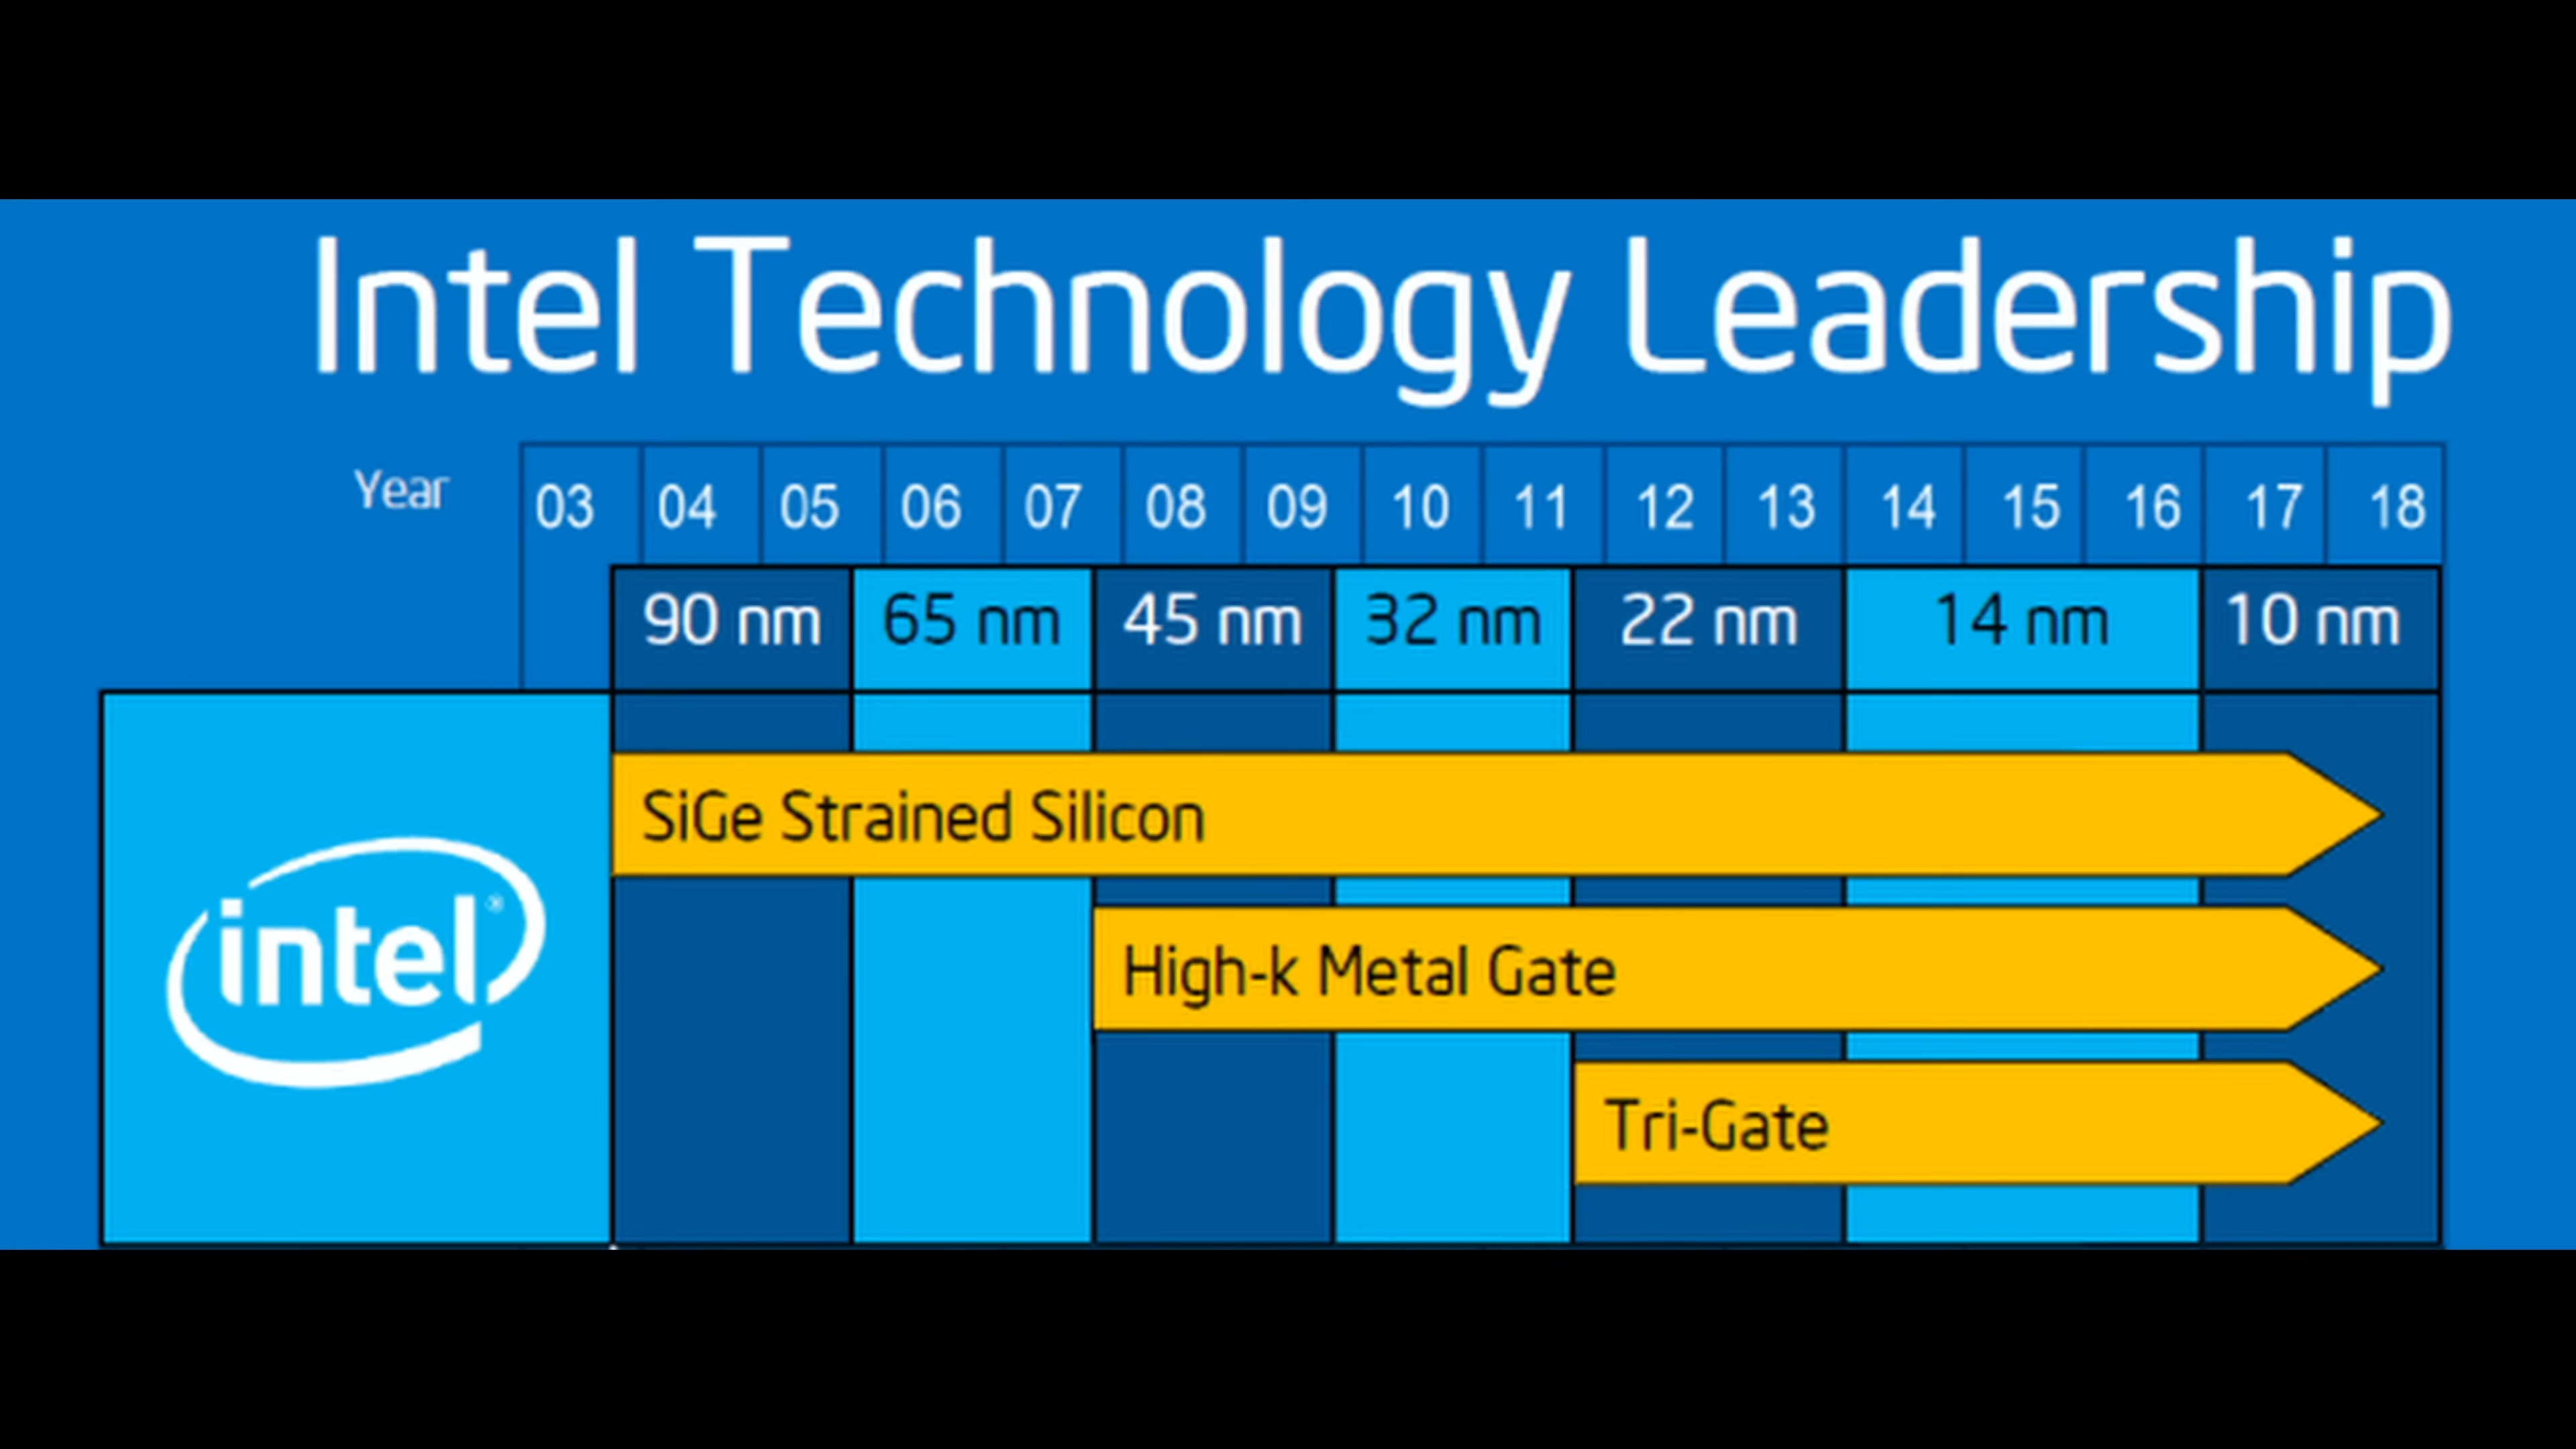 Intel Technology Leadership
Year 03 04 05 06 07 08 09 10 11 12 13 14 15 16 17 18
90 nm 65 nm 45 nm 32 nm 22 nm 14 nm 10 nm
SiGe Strained Silicon
intel®
High-k Metal Gate
Tri-Gate